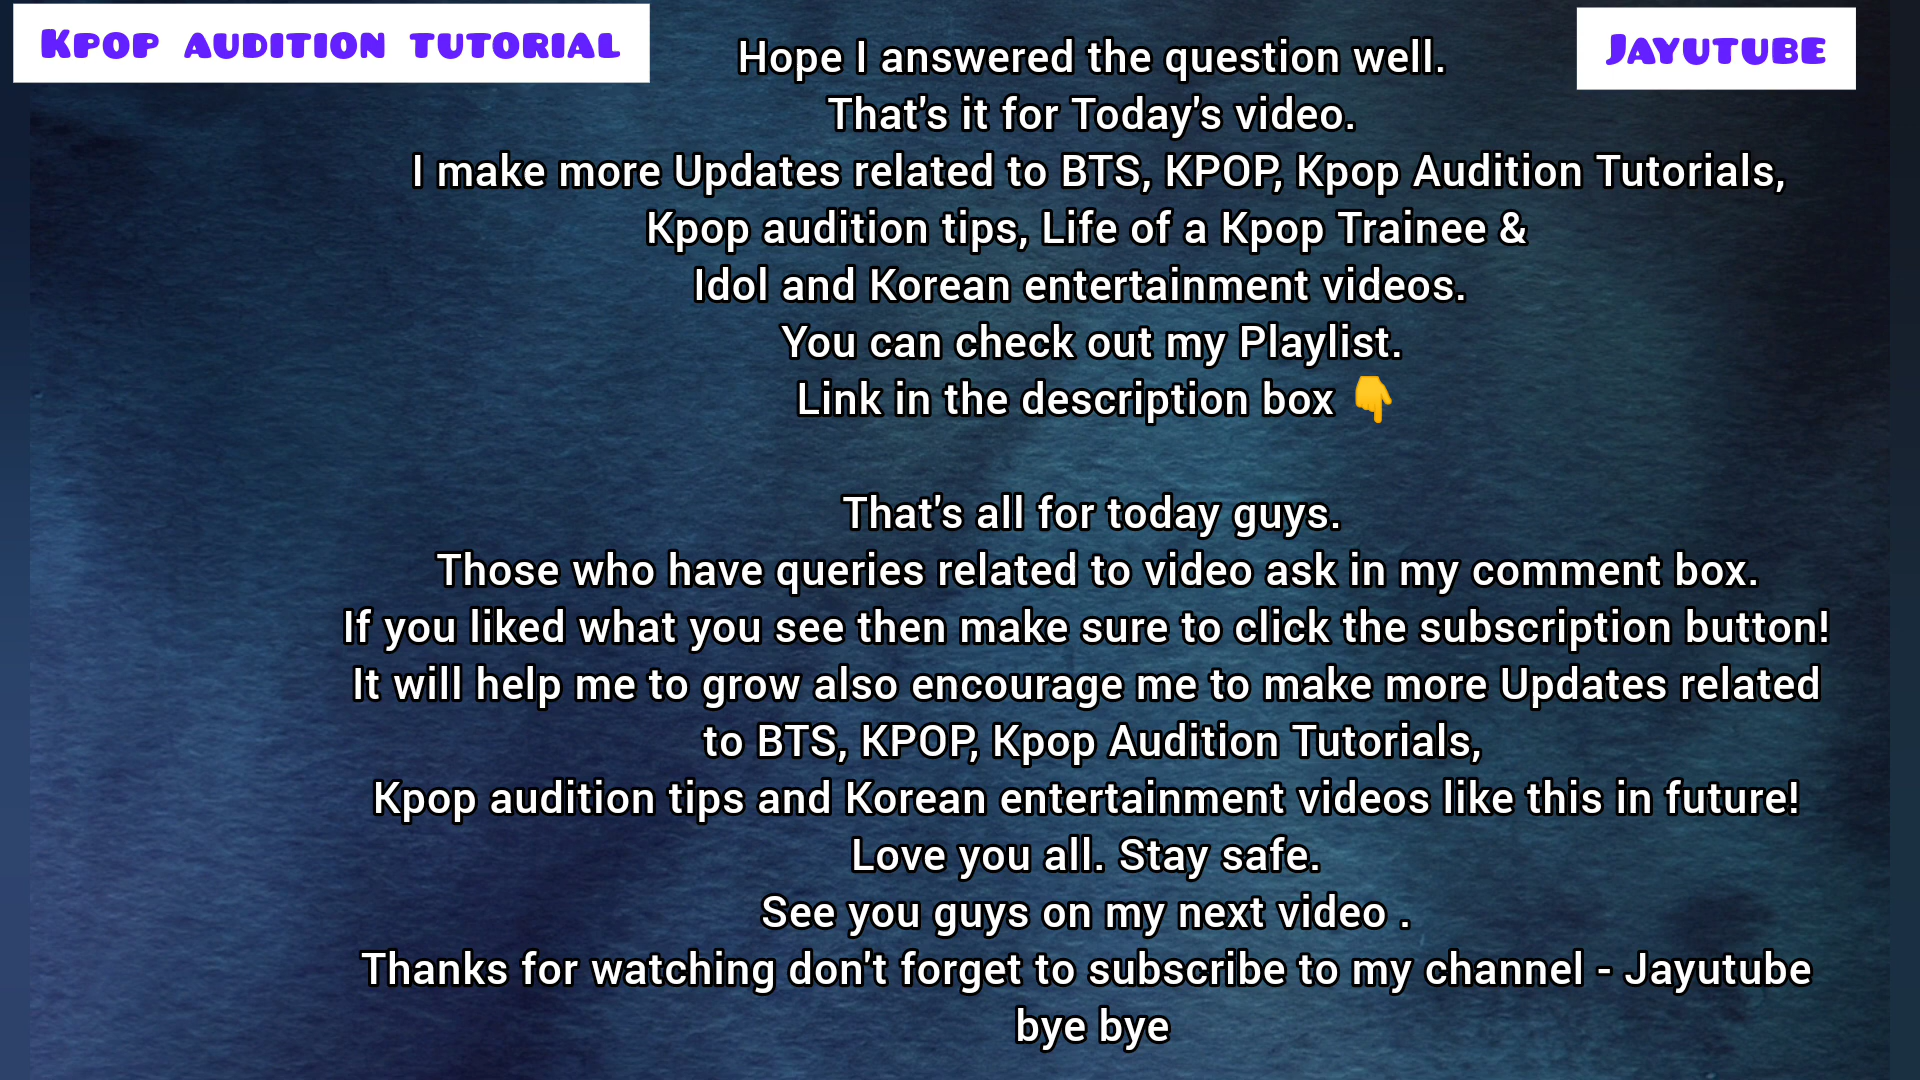 Kpop audition tutorial
Jayutube
Hope I answered the question well.
That's it for Today's video.
I make more Updates related to BTS, KPOP, Kpop Audition Tutorials,
Kpop audition tips, Life of a Kpop Trainee &
Idol and Korean entertainment videos.
You can check out my Playlist.
Link in the description box 👇
That's all for today guys.
Those who have queries related to video ask in my comment box.
If you liked what you see then make sure to click the subscription button!
It will help me to grow also encourage me to make more Updates related
to BTS, KPOP, Kpop Audition Tutorials,
Kpop audition tips and Korean entertainment videos like this in future!
Love you all. Stay safe.
See you guys on my next video .
Thanks for watching don't forget to subscribe to my channel - Jayutube
bye bye